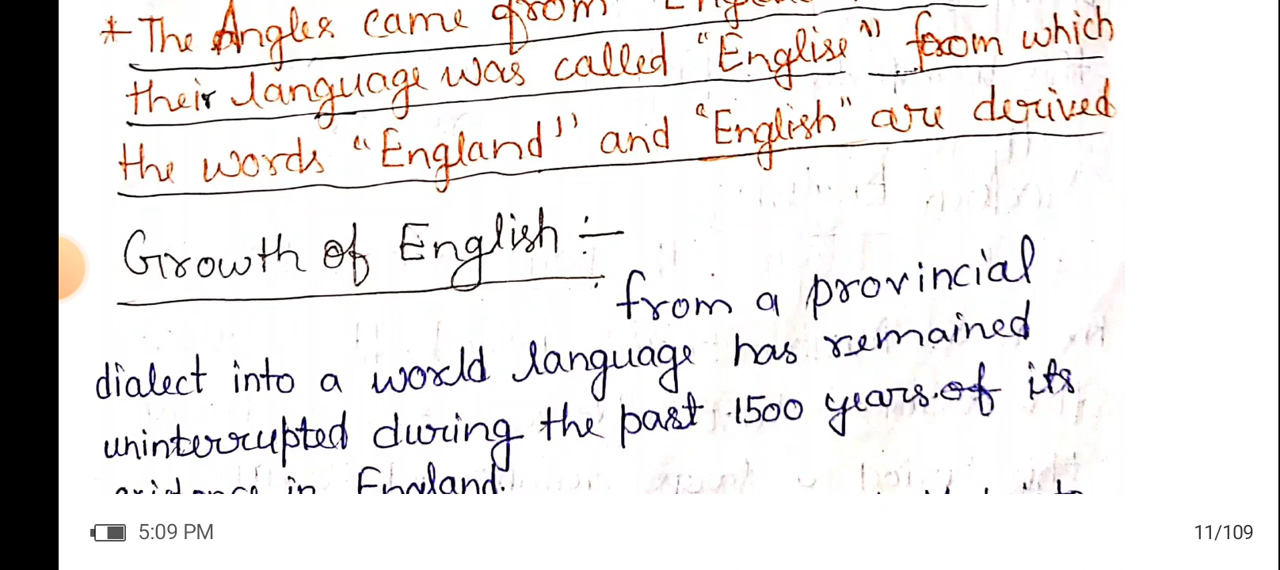 * The Angles came from
their language was called "Englise" from which
the words "England" and "English" are derived
Growth of English :-
from a provincial
dialect into a world language has remained
uninterrupted during the past 1500 years of its
in England.
5:09 PM
11/109